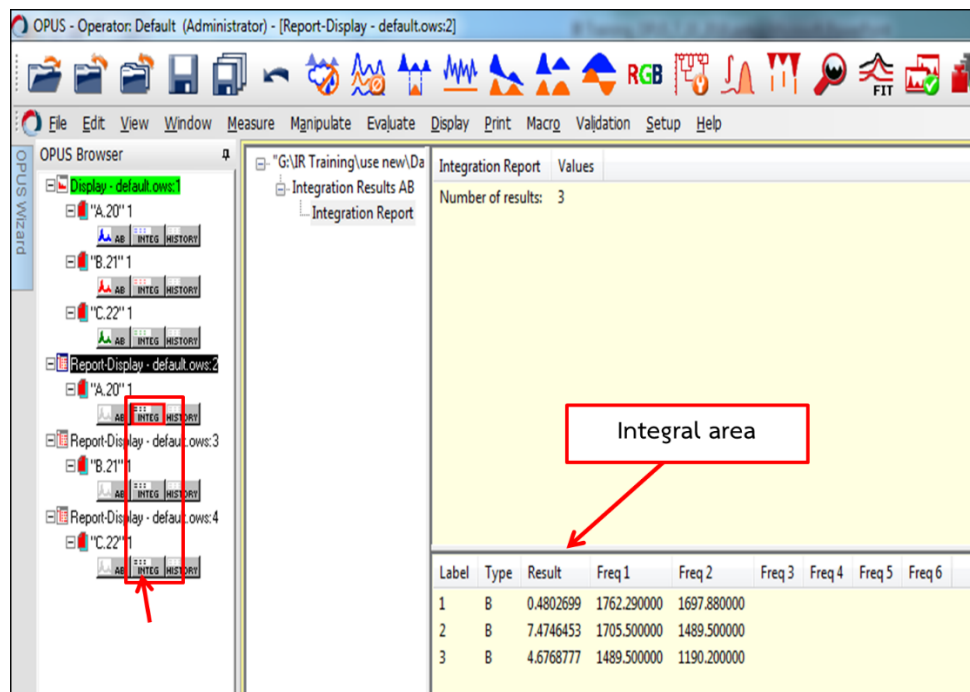 OPUS - Operator: Default (Administrator) - [Report-Display - default.ows:2]
RGB
FIT
File Edit View Window Measure Manipulate Evaluate Display Print Macro Validation Setup Help
OPUS Wizard
OPUS Browser
Display - default.ows:1
"A.20" 1
AB INTEG HISTORY
"B.21" 1
AB INTEG HISTORY
"C.22" 1
AB INTEG HISTORY
Report-Display - default.ows:2
"A.20" 1
AB INTEG HISTORY
Report-Display - default.ows:3
"B.21" 1
AB INTEG HISTORY
Report-Display - default.ows:4
"C.22" 1
AB INTEG HISTORY
"G:\IR Training\use new\Da
Integration Results AB
Integration Report
Integration Report Values
Number of results: 3
Integral area
Label Type Result Freq 1 Freq 2 Freq 3 Freq 4 Freq 5 Freq 6
1 B 0.4802699 1762.290000 1697.880000
2 B 7.4746453 1705.500000 1489.500000
3 B 4.6768777 1489.500000 1190.200000